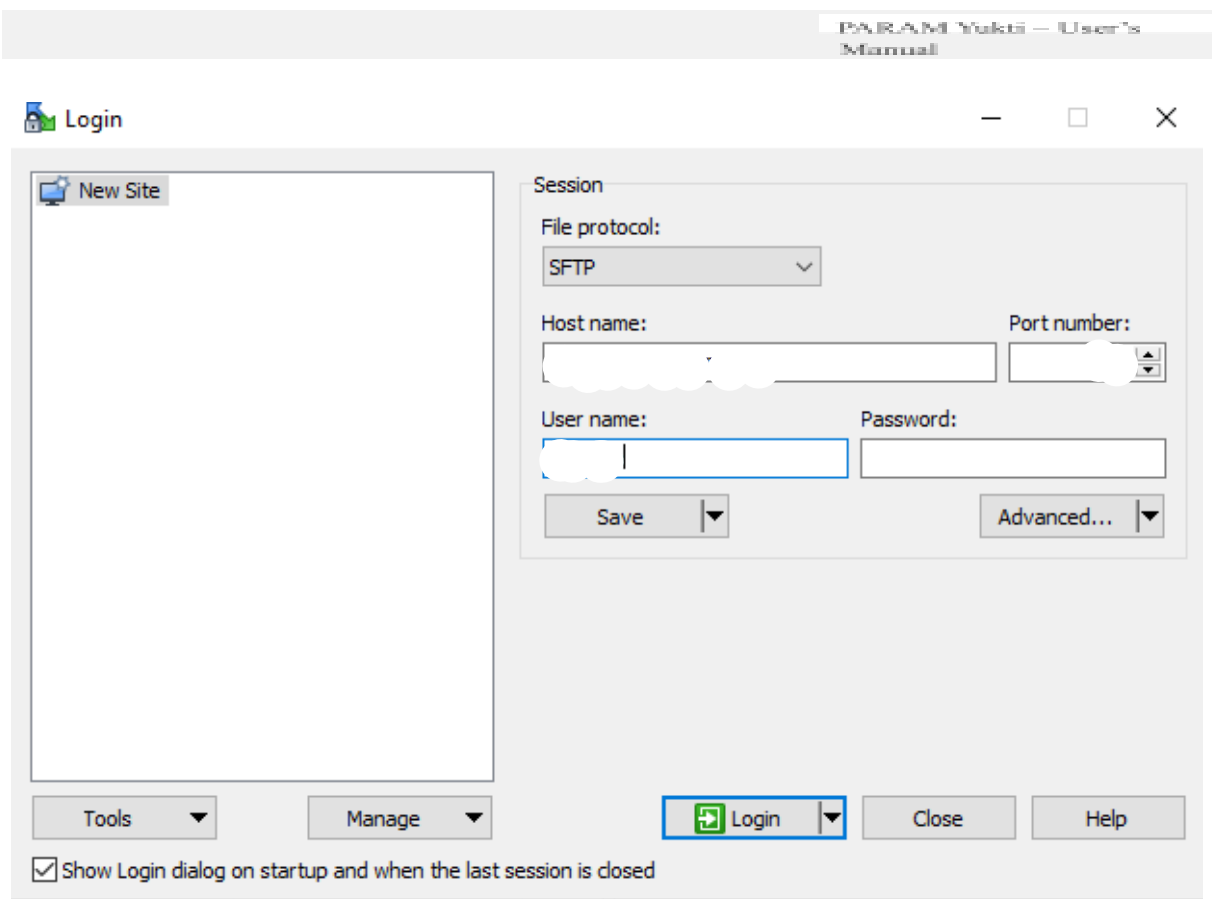 PARAM Yukti – User's
Manual
Login
New Site
Session
File protocol:
SFTP
Host name:
Port number:
User name:
Password:
Save
Advanced...
Tools
Manage
Login
Close
Help
Show Login dialog on startup and when the last session is closed